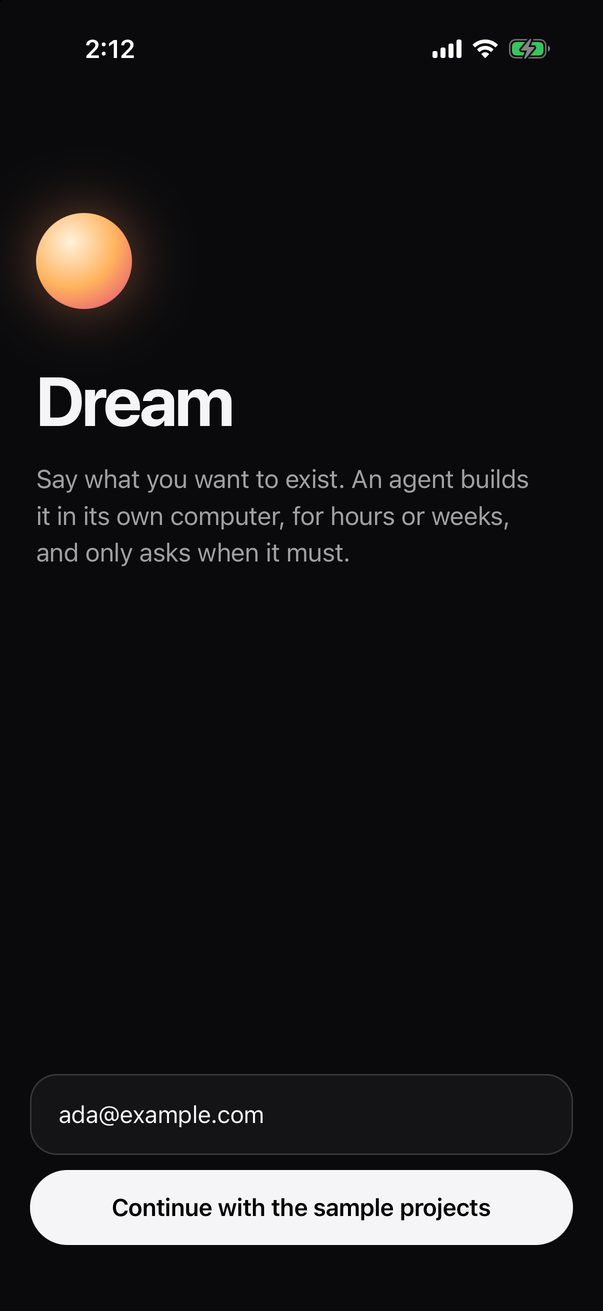 2:12
Dream
Say what you want to exist. An agent builds
it in its own computer, for hours or weeks,
and only asks when it must.
ada@example.com
Continue with the sample projects